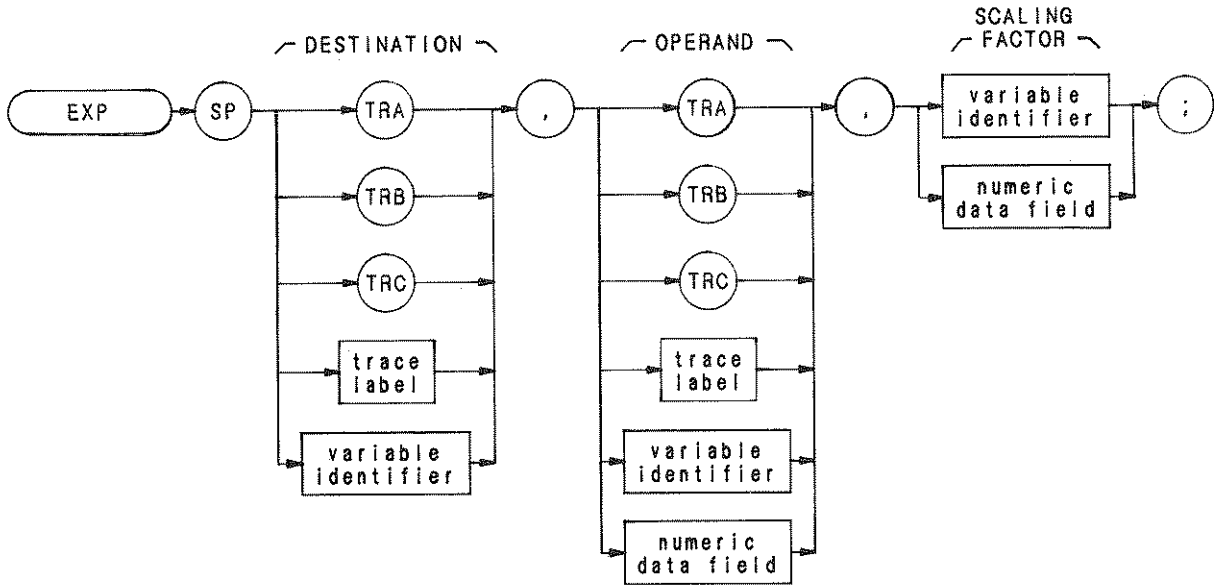 DESTINATION
OPERAND
SCALING
FACTOR
EXP
SP
TRA
,
TRA
,
variable
identifier
;
TRB
TRB
numeric
data field
TRC
TRC
trace
label
trace
label
variable
identifier
variable
identifier
numeric
data field